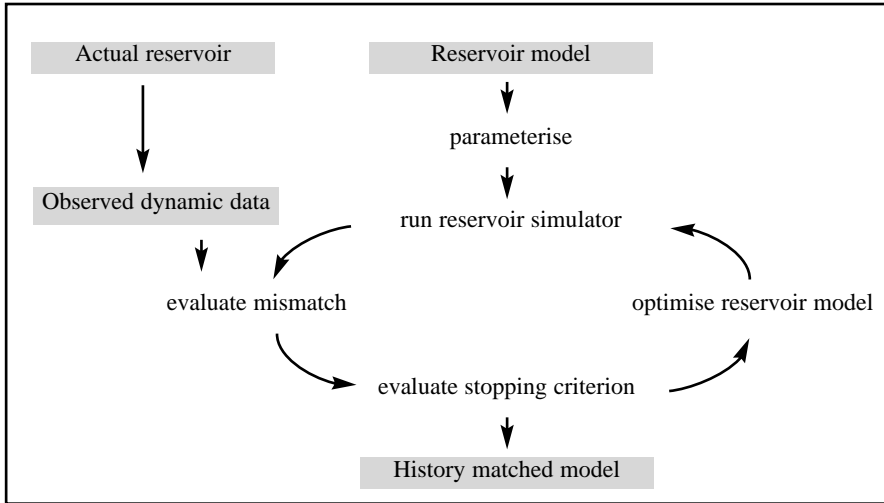 Actual reservoir
Reservoir model
parameterise
Observed dynamic data
run reservoir simulator
evaluate mismatch
optimise reservoir model
evaluate stopping criterion
History matched model